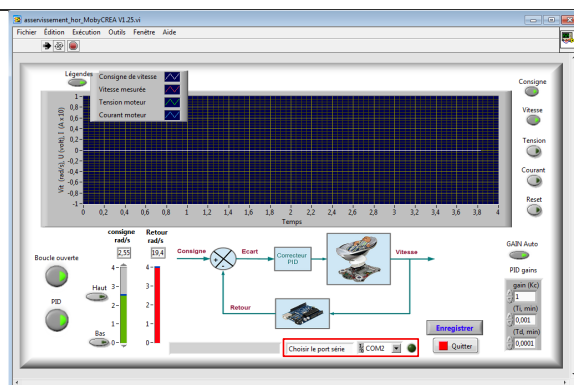 asservissement_hor_MobyCREA V1.25.vi
Fichier Édition Exécution Outils Fenêtre Aide
Légendes
Consigne de vitesse
Vitesse mesurée
Tension moteur
Courant moteur
Consigne
Vitesse
Tension
Courant
Reset
Vit (rad/s), U (volt), I (A x10)
1
0,8
0,6
0,4
0,2
0
-0,2
-0,4
-0,6
-0,8
-1
0 0,2 0,4 0,6 0,8 1 1,2 1,4 1,6 1,8 2 2,2 2,4 2,6 2,8 3 3,2 3,4 3,6 3,8 4
Temps
consigne rad/s
Retour rad/s
2,55 19,4
4 3 2 1 0
4 3 2 1 0
Boucle ouverte
PID
Haut
Bas
Consigne
Ecart
Correcteur PID
Vitesse
Retour
GAIN Auto
PID gains
gain (Kc)
1
(Ti, min)
0,001
(Td, min)
0,0001
Enregistrer
Choisir le port série COM2
Quitter